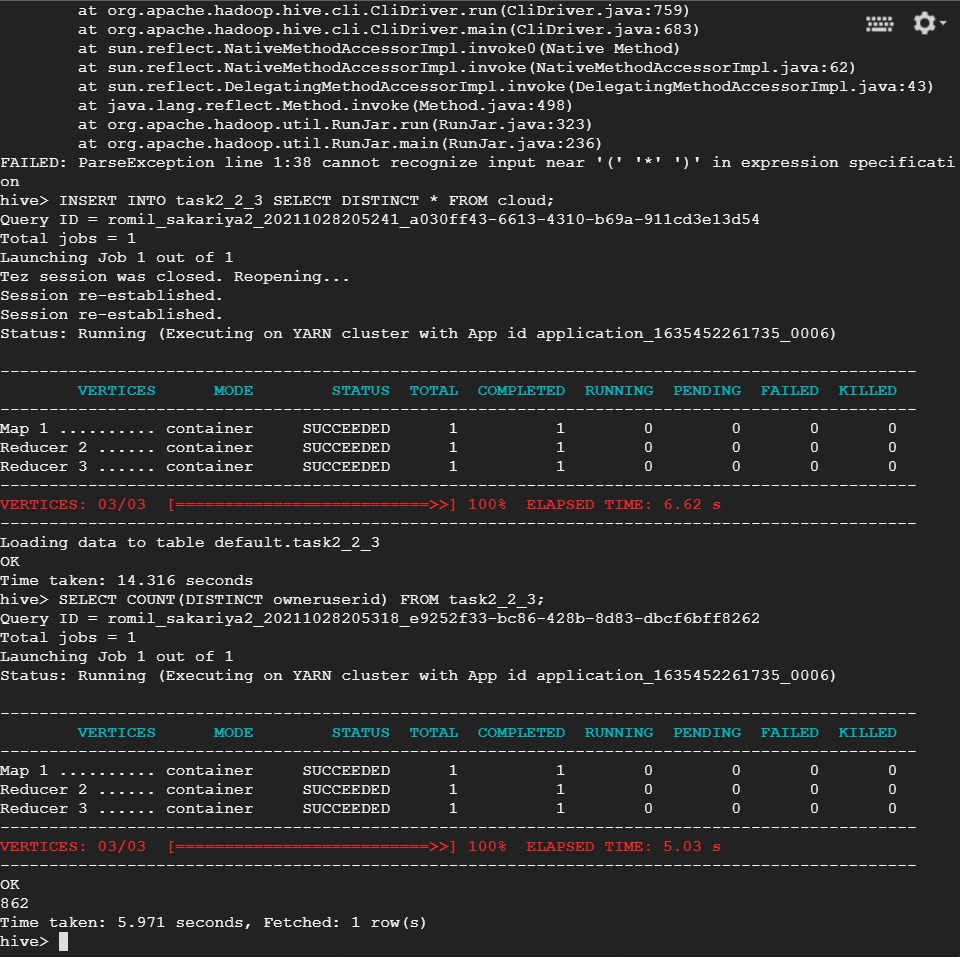 at org.apache.hadoop.hive.cli.CliDriver.run(CliDriver.java:759)
        at org.apache.hadoop.hive.cli.CliDriver.main(CliDriver.java:683)
        at sun.reflect.NativeMethodAccessorImpl.invoke0(Native Method)
        at sun.reflect.NativeMethodAccessorImpl.invoke(NativeMethodAccessorImpl.java:62)
        at sun.reflect.DelegatingMethodAccessorImpl.invoke(DelegatingMethodAccessorImpl.java:43)
        at java.lang.reflect.Method.invoke(Method.java:498)
        at org.apache.hadoop.util.RunJar.run(RunJar.java:323)
        at org.apache.hadoop.util.RunJar.main(RunJar.java:236)
FAILED: ParseException line 1:38 cannot recognize input near '(' '*' ')' in expression specificati
on
hive> INSERT INTO task2_2_3 SELECT DISTINCT * FROM cloud;
Query ID = romil_sakariya2_20211028205241_a030ff43-6613-4310-b69a-911cd3e13d54
Total jobs = 1
Launching Job 1 out of 1
Tez session was closed. Reopening...
Session re-established.
Session re-established.
Status: Running (Executing on YARN cluster with App id application_1635452261735_0006)

----------------------------------------------------------------------------------------------
        VERTICES      MODE        STATUS  TOTAL  COMPLETED  RUNNING  PENDING  FAILED  KILLED
----------------------------------------------------------------------------------------------
Map 1 .......... container     SUCCEEDED      1          1        0        0       0       0
Reducer 2 ...... container     SUCCEEDED      1          1        0        0       0       0
Reducer 3 ...... container     SUCCEEDED      1          1        0        0       0       0
----------------------------------------------------------------------------------------------
VERTICES: 03/03  [==========================>>] 100%  ELAPSED TIME: 6.62 s
----------------------------------------------------------------------------------------------
Loading data to table default.task2_2_3
OK
Time taken: 14.316 seconds
hive> SELECT COUNT(DISTINCT owneruserid) FROM task2_2_3;
Query ID = romil_sakariya2_20211028205318_e9252f33-bc86-428b-8d83-dbcf6bff8262
Total jobs = 1
Launching Job 1 out of 1
Status: Running (Executing on YARN cluster with App id application_1635452261735_0006)

----------------------------------------------------------------------------------------------
        VERTICES      MODE        STATUS  TOTAL  COMPLETED  RUNNING  PENDING  FAILED  KILLED
----------------------------------------------------------------------------------------------
Map 1 .......... container     SUCCEEDED      1          1        0        0       0       0
Reducer 2 ...... container     SUCCEEDED      1          1        0        0       0       0
Reducer 3 ...... container     SUCCEEDED      1          1        0        0       0       0
----------------------------------------------------------------------------------------------
VERTICES: 03/03  [==========================>>] 100%  ELAPSED TIME: 5.03 s
----------------------------------------------------------------------------------------------
OK
862
Time taken: 5.971 seconds, Fetched: 1 row(s)
hive>